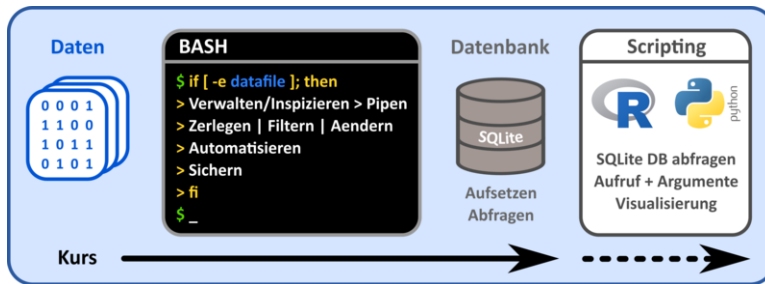 Daten
0 0 0 1
1 1 0 0
1 0 1 1
0 1 0 1
BASH
$ if [ -e datafile ]; then
> Verwalten/Inspizieren > Pipen
> Zerlegen | Filtern | Aendern
> Automatisieren
> Sichern
> fi
$ _
Datenbank
SQLite
Aufsetzen
Abfragen
Scripting
R
python
SQLite DB abfragen
Aufruf + Argumente
Visualisierung
Kurs